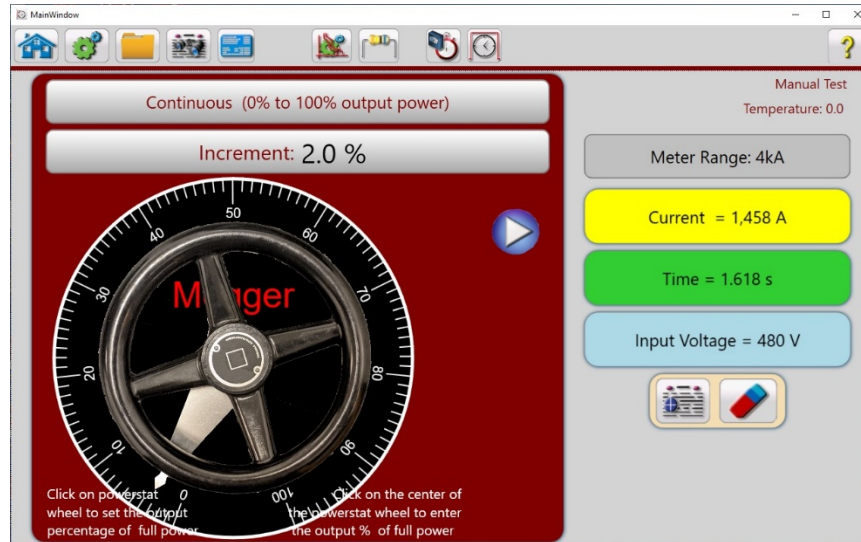 MainWindow
?
Continuous (0% to 100% output power)
Increment: 2.0 %
Manual Test
Temperature: 0.0
Meter Range: 4kA
Current = 1,458 A
Time = 1.618 s
Input Voltage = 480 V
50
40
60
30
70
20
80
10
90
0
100
Click on powerstat
wheel to set the output
percentage of full power
Click on the center of
the powerstat wheel to enter
the output % of full power